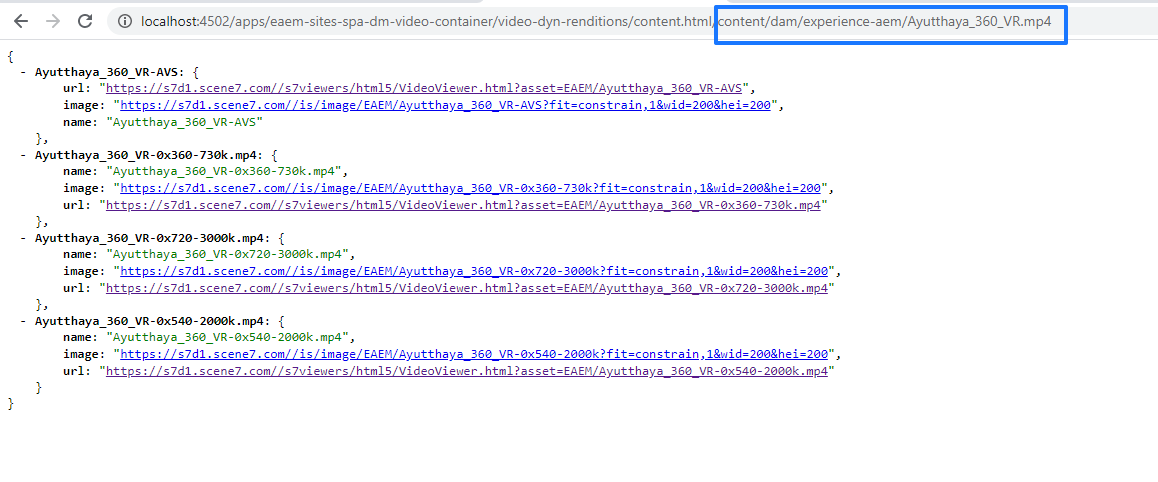 localhost:4502/apps/eaem-sites-spa-dm-video-container/video-dyn-renditions/content.html/content/dam/experience-aem/Ayutthaya_360_VR.mp4
{
- Ayutthaya_360_VR-AVS: {
url: "https://s7d1.scene7.com//s7viewers/html5/VideoViewer.html?asset=EAEM/Ayutthaya_360_VR-AVS",
image: "https://s7d1.scene7.com//is/image/EAEM/Ayutthaya_360_VR-AVS?fit=constrain,1&wid=200&hei=200",
name: "Ayutthaya_360_VR-AVS"
},
- Ayutthaya_360_VR-0x360-730k.mp4: {
name: "Ayutthaya_360_VR-0x360-730k.mp4",
image: "https://s7d1.scene7.com//is/image/EAEM/Ayutthaya_360_VR-0x360-730k?fit=constrain,1&wid=200&hei=200",
url: "https://s7d1.scene7.com//s7viewers/html5/VideoViewer.html?asset=EAEM/Ayutthaya_360_VR-0x360-730k.mp4"
},
- Ayutthaya_360_VR-0x720-3000k.mp4: {
name: "Ayutthaya_360_VR-0x720-3000k.mp4",
image: "https://s7d1.scene7.com//is/image/EAEM/Ayutthaya_360_VR-0x720-3000k?fit=constrain,1&wid=200&hei=200",
url: "https://s7d1.scene7.com//s7viewers/html5/VideoViewer.html?asset=EAEM/Ayutthaya_360_VR-0x720-3000k.mp4"
},
- Ayutthaya_360_VR-0x540-2000k.mp4: {
name: "Ayutthaya_360_VR-0x540-2000k.mp4",
image: "https://s7d1.scene7.com//is/image/EAEM/Ayutthaya_360_VR-0x540-2000k?fit=constrain,1&wid=200&hei=200",
url: "https://s7d1.scene7.com//s7viewers/html5/VideoViewer.html?asset=EAEM/Ayutthaya_360_VR-0x540-2000k.mp4"
}
}